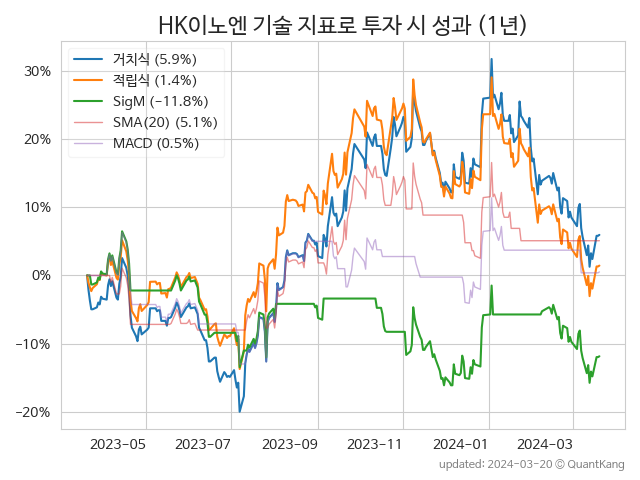 HK이노엔 기술 지표로 투자 시 성과 (1년)
거치식 (5.9%)
적립식 (1.4%)
SigM (−11.8%)
SMA(20) (5.1%)
MACD (0.5%)
30%
20%
10%
0%
−10%
−20%
2023−05 2023−07 2023−09 2023−11 2024−01 2024−03
updated: 2024−03−20 © QuantKang